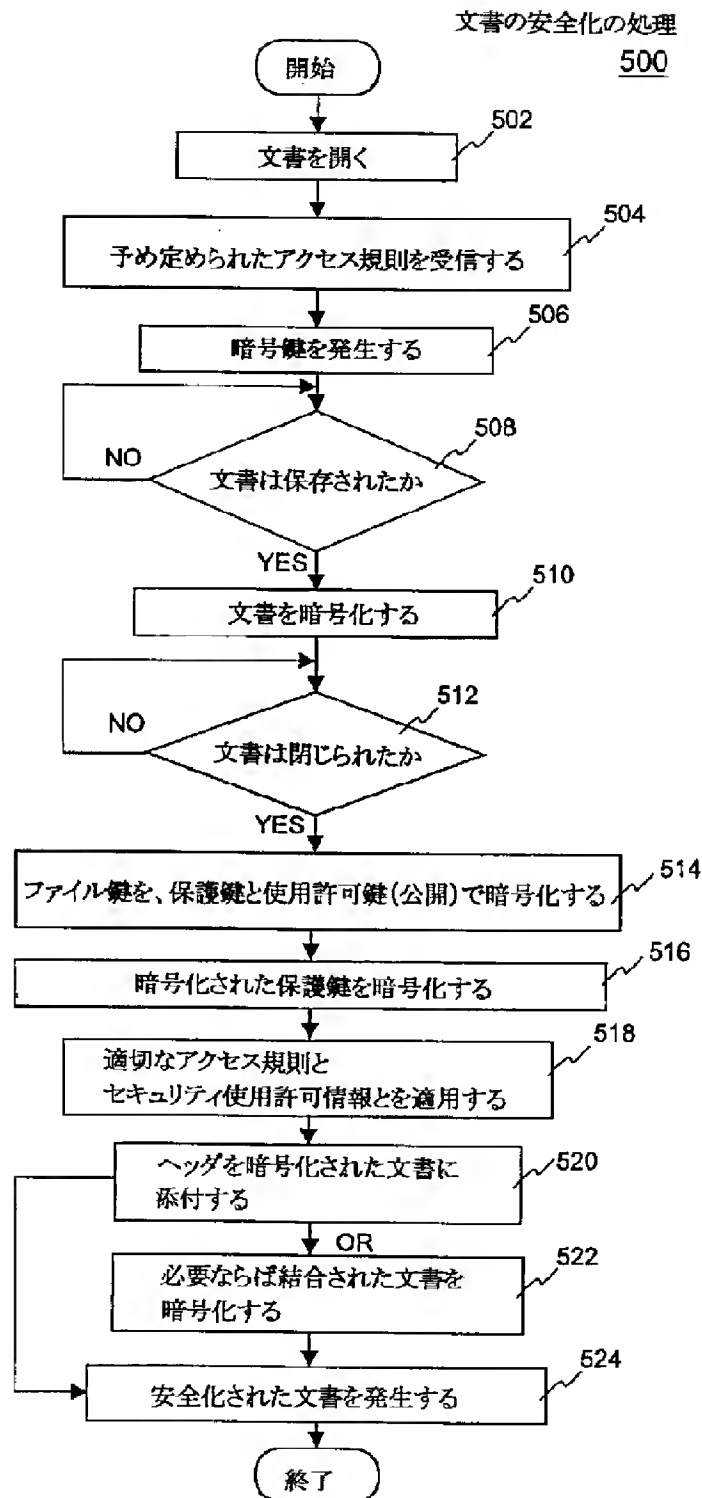 文書の安全化の処理
500
開始
502
文書を開く
504
予め定められたアクセス規則を受信する
506
暗号鍵を発生する
508
NO
文書は保存されたか
YES
510
文書を暗号化する
512
NO
文書は閉じられたか
YES
514
ファイル鍵を、保護鍵と使用許可鍵(公開)で暗号化する
516
暗号化された保護鍵を暗号化する
518
適切なアクセス規則と
セキュリティ使用許可情報とを適用する
520
ヘッダを暗号化された文書に
添付する
OR
522
必要ならば結合された文書を
暗号化する
524
安全化された文書を発生する
終了